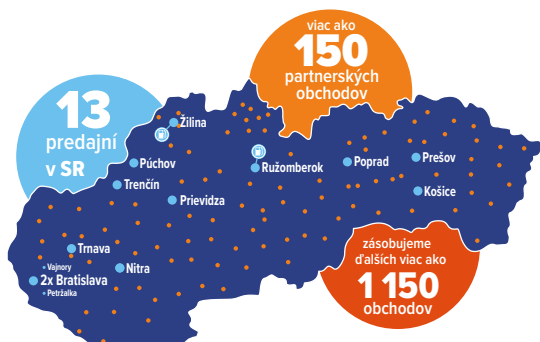 viac ako
150
partnerských
obchodov
13
predajní
v SR
Žilina
Púchov
Ružomberok
Poprad
Prešov
Trenčín
Prievidza
Košice
Trnava
Vajnory
Nitra
2x Bratislava
Petržalka
zásobujeme
ďalších viac ako
1 150
obchodov